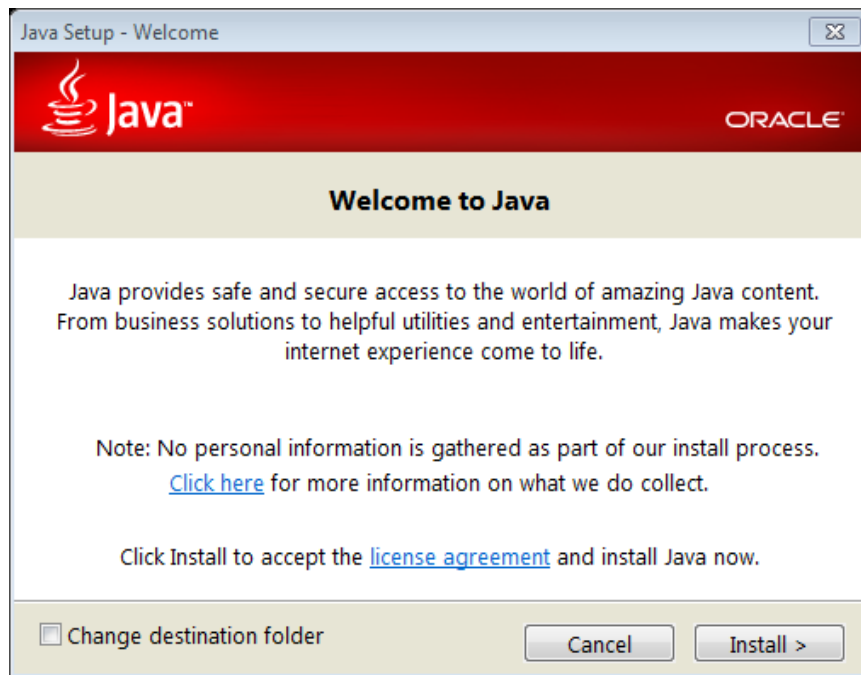 Java Setup - Welcome
Java™
ORACLE®
Welcome to Java
Java provides safe and secure access to the world of amazing Java content.
From business solutions to helpful utilities and entertainment, Java makes your
internet experience come to life.
Note: No personal information is gathered as part of our install process.
Click here for more information on what we do collect.
Click Install to accept the license agreement and install Java now.
Change destination folder
Cancel
Install >